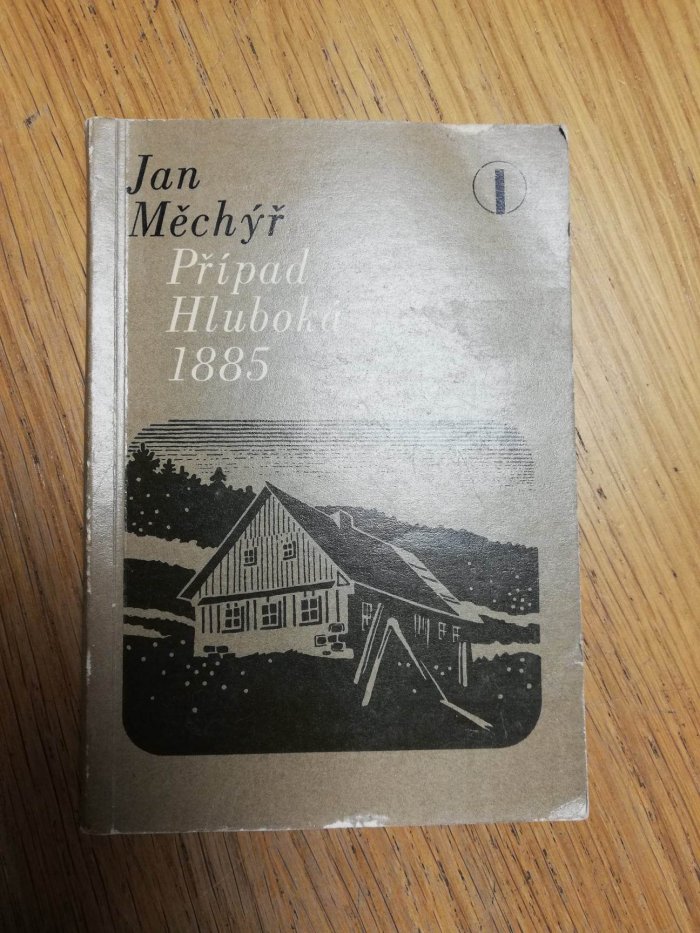 Jan
Měchýř
Případ
Hluboká
1885